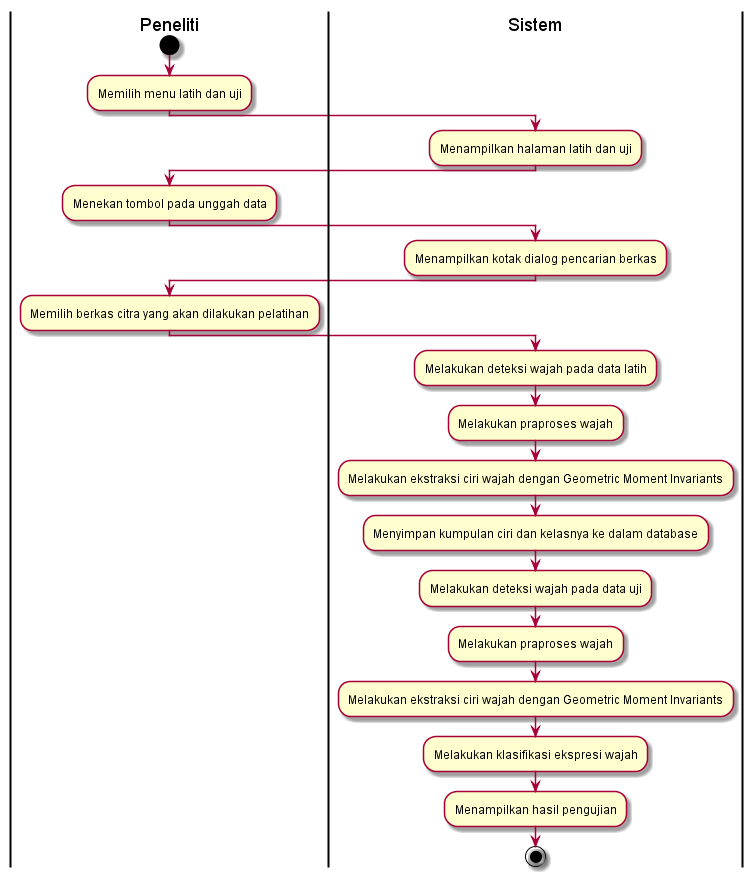 Peneliti
Sistem
Memilih menu latih dan uji
Menampilkan halaman latih dan uji
Menekan tombol pada unggah data
Menampilkan kotak dialog pencarian berkas
Memilih berkas citra yang akan dilakukan pelatihan
Melakukan deteksi wajah pada data latih
Melakukan praproses wajah
Melakukan ekstraksi ciri wajah dengan Geometric Moment Invariants
Menyimpan kumpulan ciri dan kelasnya ke dalam database
Melakukan deteksi wajah pada data uji
Melakukan praproses wajah
Melakukan ekstraksi ciri wajah dengan Geometric Moment Invariants
Melakukan klasifikasi ekspresi wajah
Menampilkan hasil pengujian